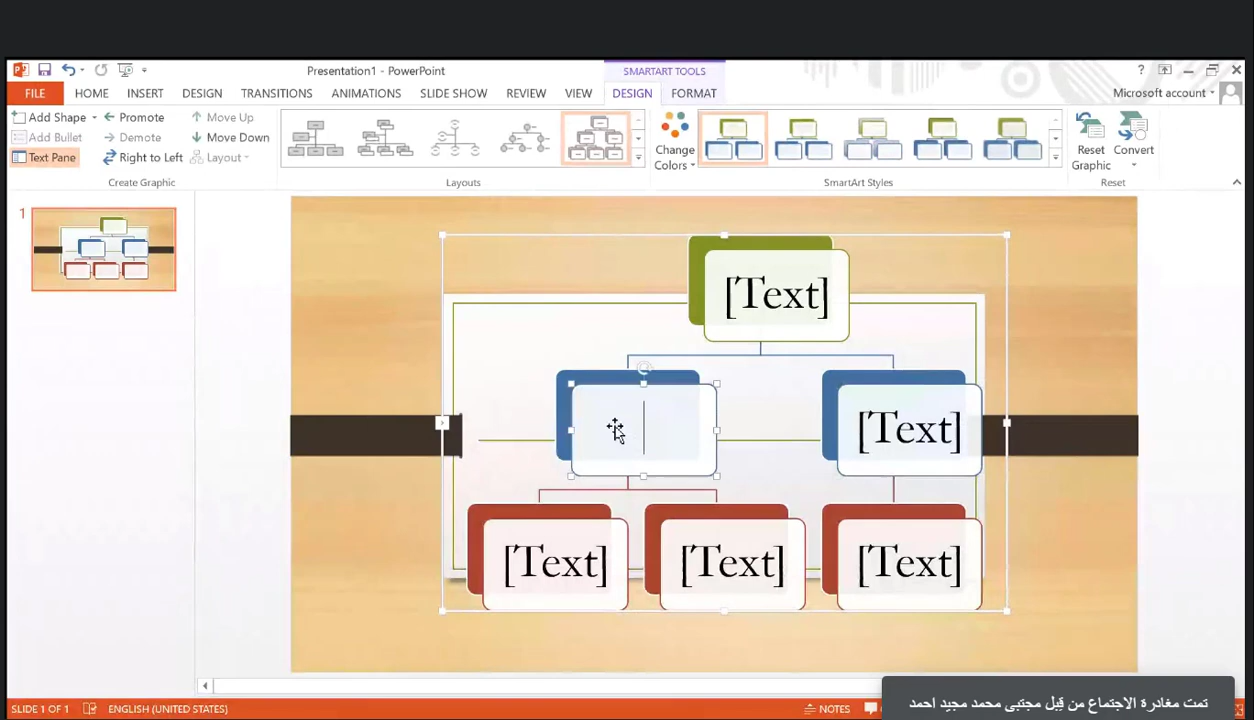 Presentation1 - PowerPoint
SMARTART TOOLS
?
FILE
HOME
INSERT
DESIGN
TRANSITIONS
ANIMATIONS
SLIDE SHOW
REVIEW
VIEW
DESIGN
FORMAT
Microsoft account
Add Shape
Promote
Move Up
Add Bullet
Demote
Move Down
Text Pane
Right to Left
Layout
Create Graphic
Layouts
Change
Colors
SmartArt Styles
Reset
Graphic
Convert
Reset
1
[Text]
[Text]
[Text]
[Text]
[Text]
SLIDE 1 OF 1
ENGLISH (UNITED STATES)
NOTES
تمت مغادرة الاجتماع من قِبل مجتبى محمد مجيد احمد